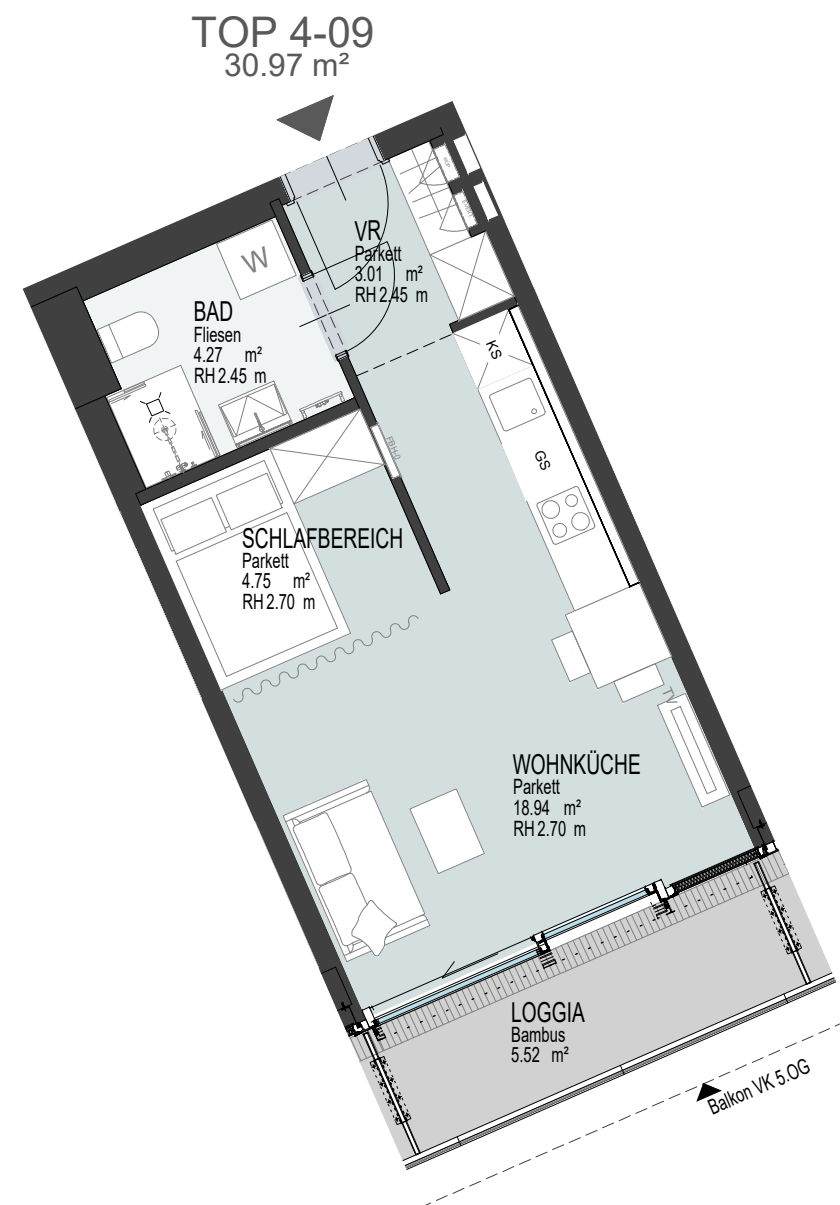 TOP 4-09
30.97 m²
VR
Parkett
3.01 m²
RH 2.45 m
W
BAD
Fliesen
4.27 m²
RH 2.45 m
KS
GS
SCHLAFBEREICH
Parkett
4.75 m²
RH 2.70 m
TV
WOHNKÜCHE
Parkett
18.94 m²
RH 2.70 m
LOGGIA
Bambus
5.52 m²
Balkon VK 5.OG